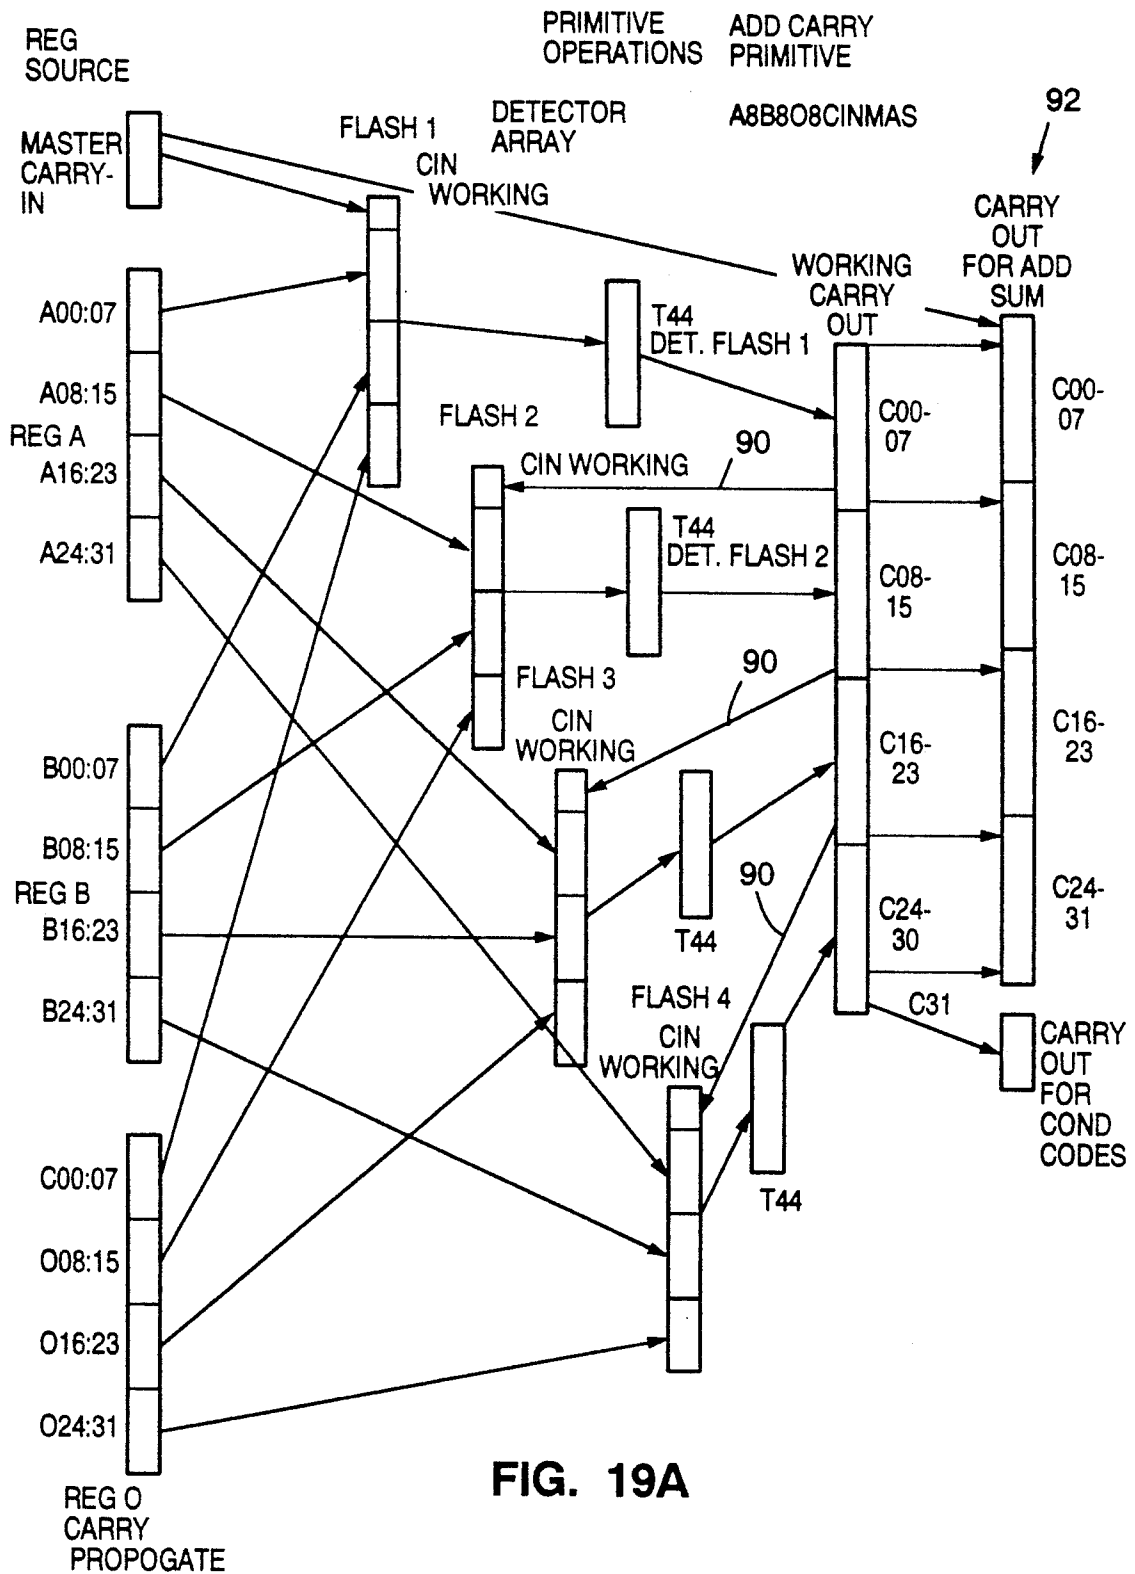 REG
SOURCE
PRIMITIVE
OPERATIONS
ADD CARRY
PRIMITIVE
92
MASTER
CARRY-
IN
FLASH 1
CIN
WORKING
DETECTOR
ARRAY
A8B8O8CINMAS
CARRY
OUT
FOR ADD
SUM
WORKING
CARRY
OUT
A00:07
A08:15
REG A
A16:23
A24:31
T44
DET. FLASH 1
C00-
07
C00-
07
FLASH 2
CIN WORKING
90
T44
DET. FLASH 2
C08-
15
C08-
15
FLASH 3
CIN
WORKING
90
C16-
23
C16-
23
B00:07
B08:15
REG B
B16:23
B24:31
T44
90
C24-
30
C24-
31
FLASH 4
CIN
WORKING
C31
CARRY
OUT
FOR
COND
CODES
T44
C00:07
O08:15
O16:23
O24:31
REG O
CARRY
PROPOGATE
FIG. 19A